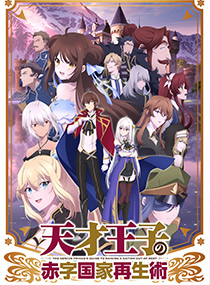 天才王子の
THE GENIUS PRINCE'S GUIDE TO RAISING A NATION OUT OF DEBT
赤字国家再生術